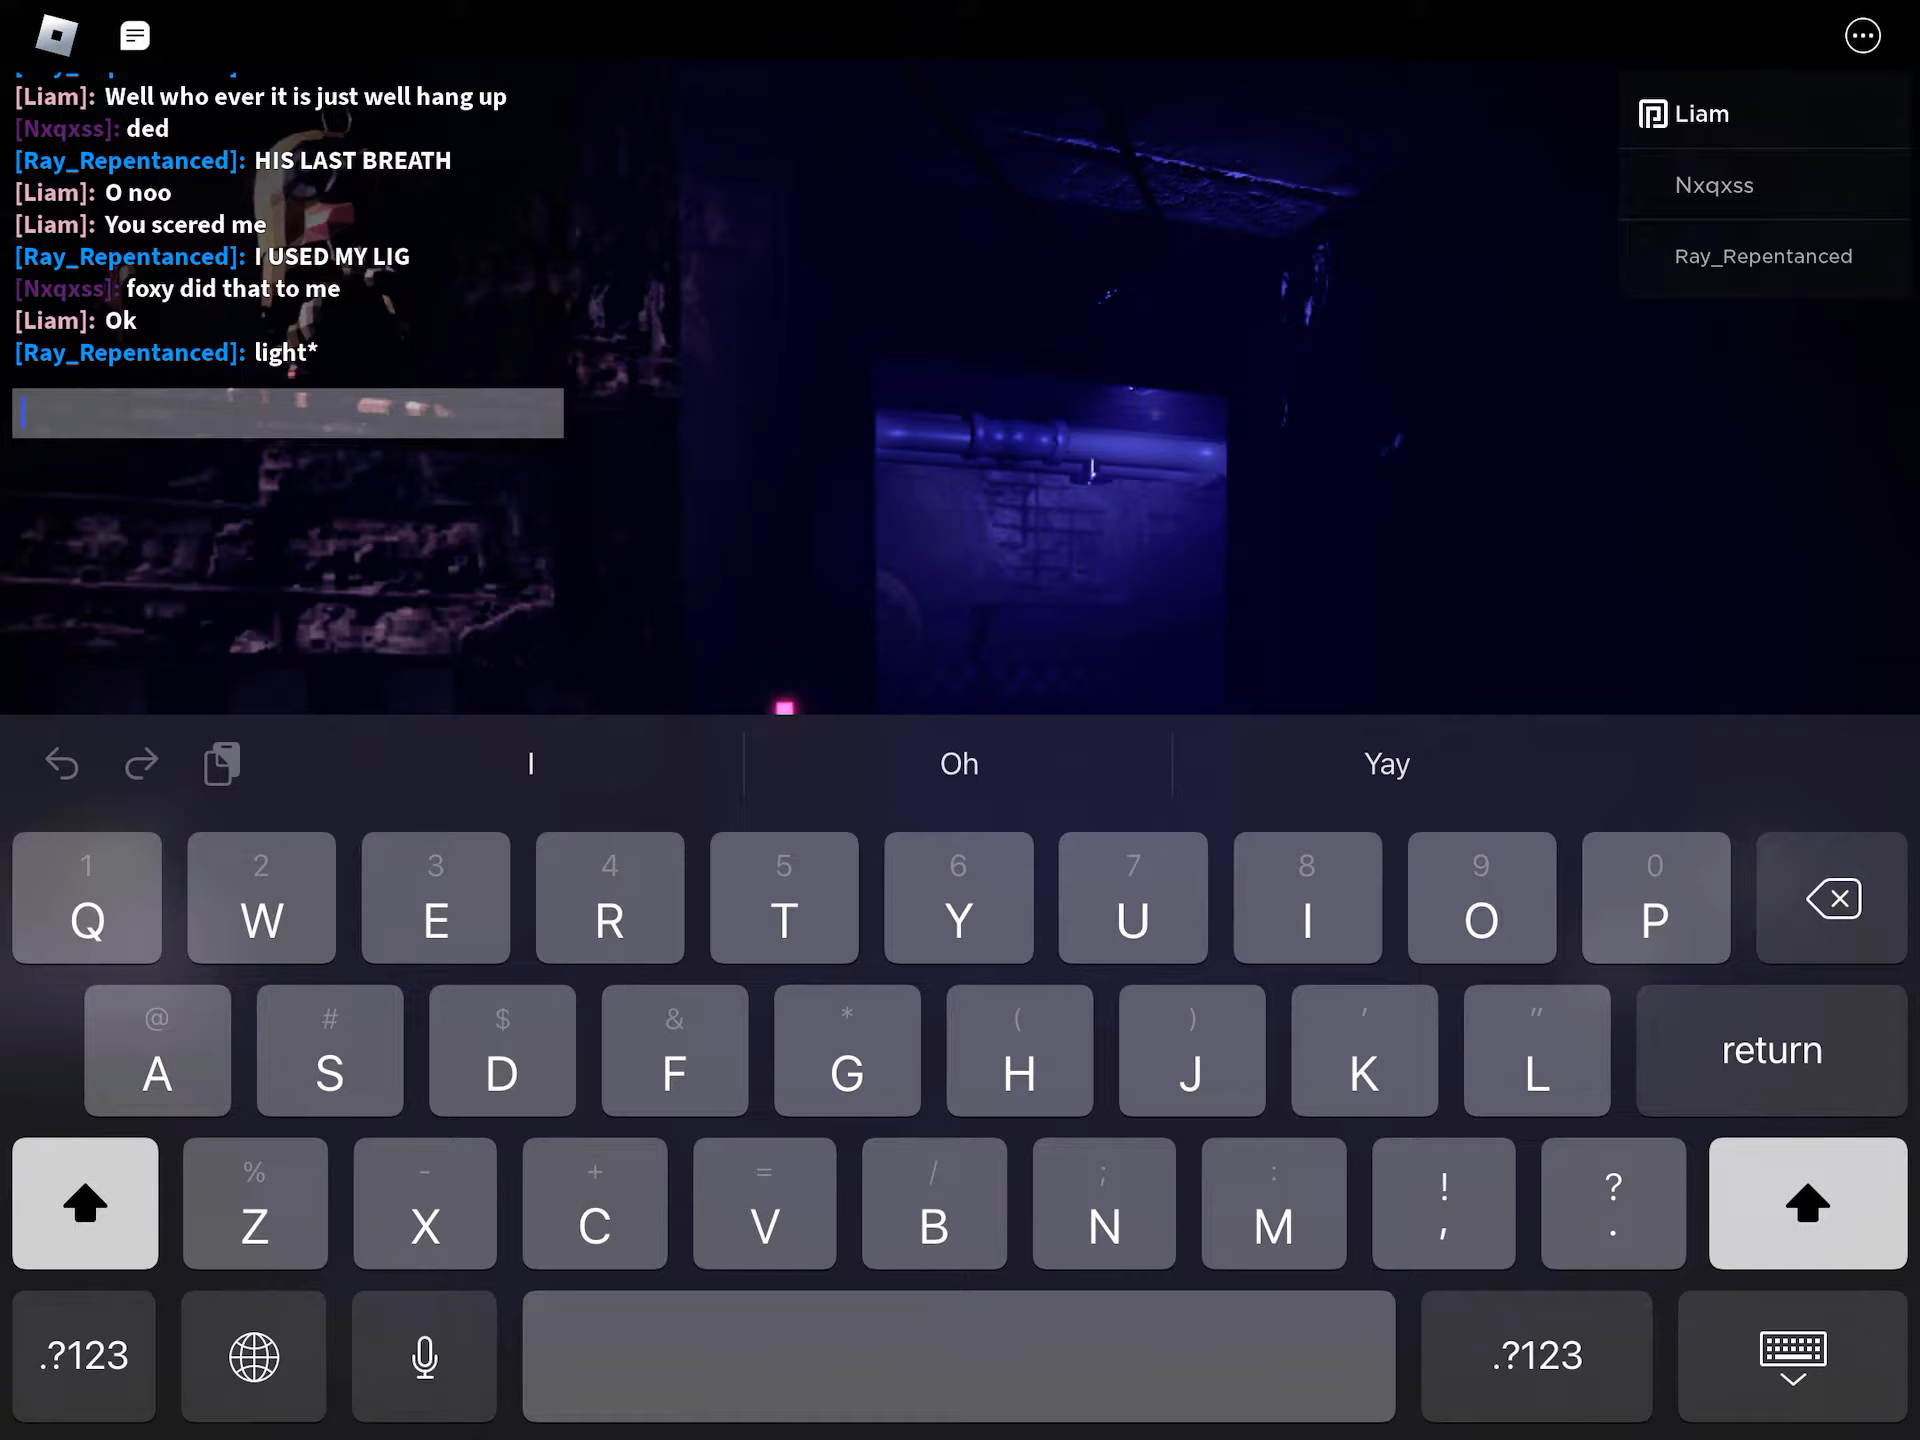 [Liam]: Well who ever it is just well hang up
[Nxqxss]: ded
[Ray_Repentanced]: HIS LAST BREATH
[Liam]: O noo
[Liam]: You scered me
[Ray_Repentanced]: I USED MY LIG
[Nxqxss]: foxy did that to me
[Liam]: Ok
[Ray_Repentanced]: light*
Liam
Nxqxss
Ray_Repentanced
I Oh Yay
1 2 3 4 5 6 7 8 9 0
Q W E R T Y U I O P
@ # $ & * ( ) ' "
A S D F G H J K L return
% - + = / ; : ! ?
Z X C V B N M , .
.?123 .?123